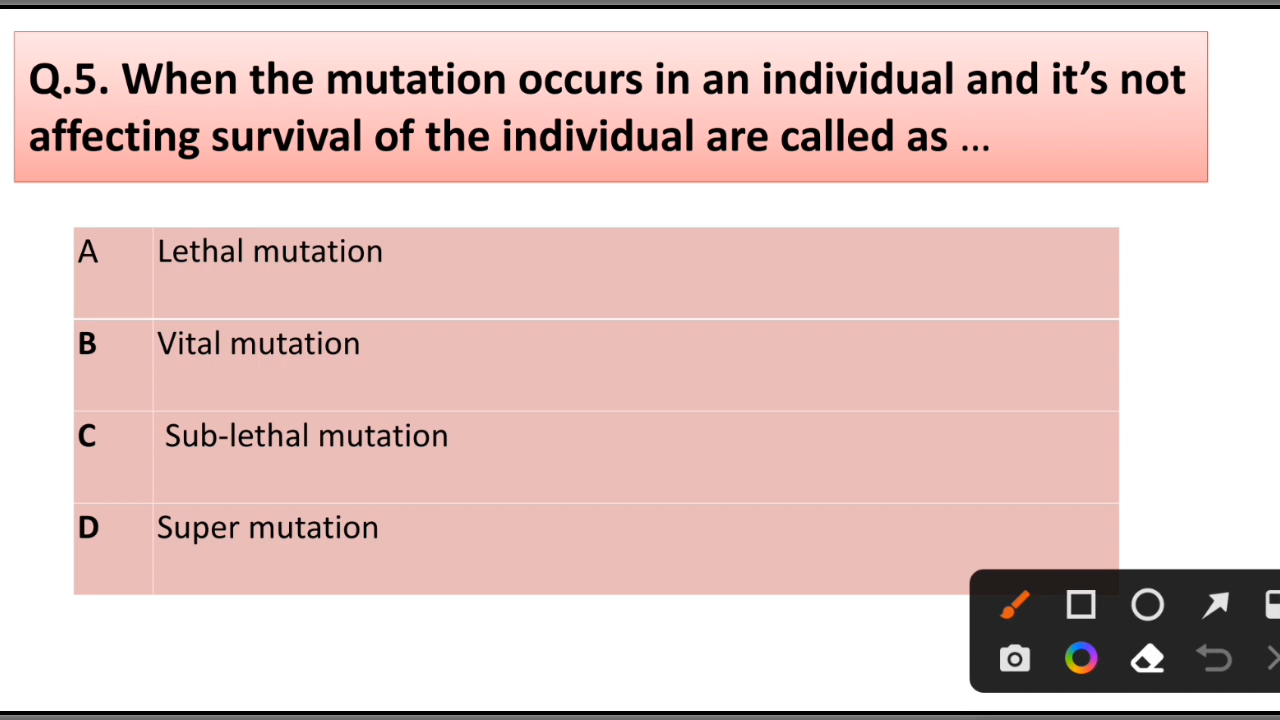 Q.5. When the mutation occurs in an individual and it’s not
affecting survival of the individual are called as ...
A Lethal mutation
B Vital mutation
C Sub-lethal mutation
D Super mutation